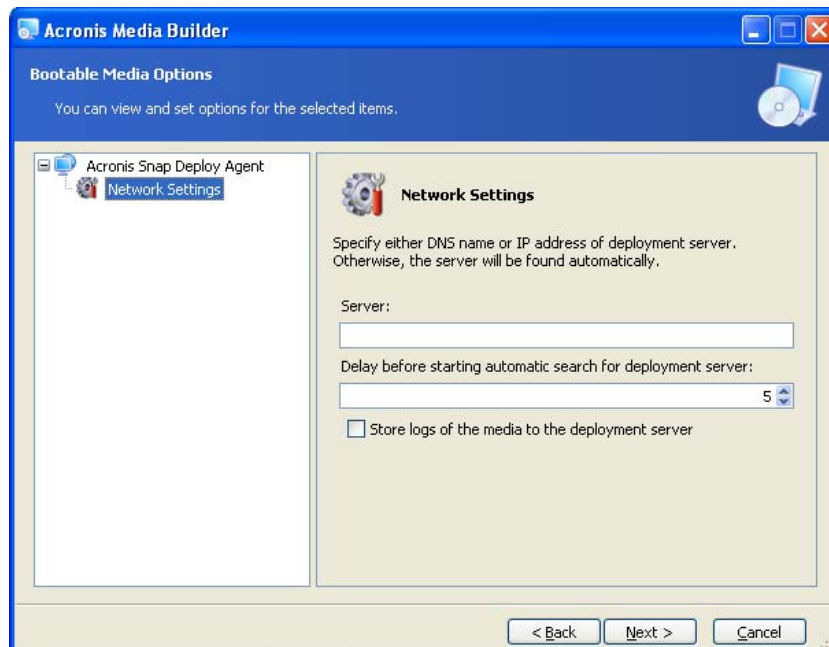 Acronis Media Builder
Bootable Media Options
You can view and set options for the selected items.
Acronis Snap Deploy Agent
Network Settings
Network Settings
Specify either DNS name or IP address of deployment server.
Otherwise, the server will be found automatically.
Server:
Delay before starting automatic search for deployment server:
5
Store logs of the media to the deployment server
< Back
Next >
Cancel